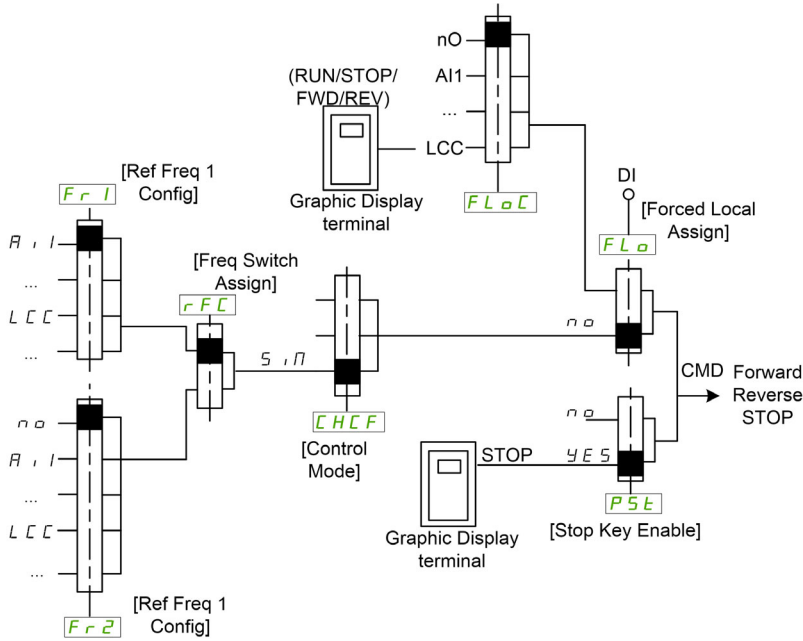 nO
(RUN/STOP/
FWD/REV)
AI1
...
LCC
Graphic Display
terminal
FLoC
DI
[Forced Local
Assign]
FLo
[Ref Freq 1
Config]
Fr1
Ai1
...
LCC
...
[Freq Switch
Assign]
rFC
SiM
no
CHCF
[Control
Mode]
CMD
Forward
Reverse
STOP
no
Ai1
...
LCC
...
no
STOP
YES
PSt
[Stop Key Enable]
Graphic Display
terminal
[Ref Freq 1
Config]
Fr2